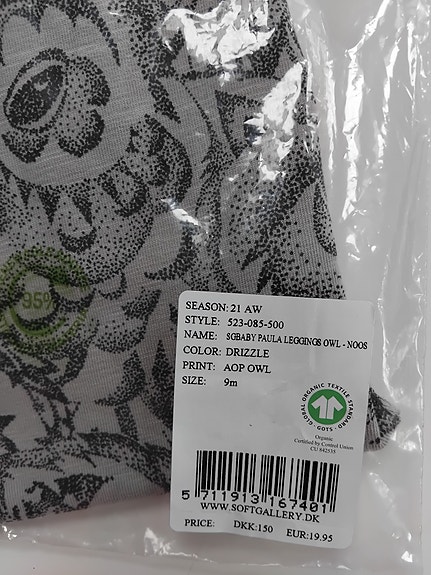 95%
SEASON: 21 AW
STYLE: 523-085-500
NAME: SGBABY PAULA LEGGINGS OWL - NOOS
COLOR: DRIZZLE
PRINT: AOP OWL
SIZE: 9m
GLOBAL ORGANIC TEXTILE STANDARD · GOTS ·
Organic
Certified by Control Union
CU 842535
5 711913 167401
WWW.SOFTGALLERY.DK
PRICE: DKK:150 EUR:19.95